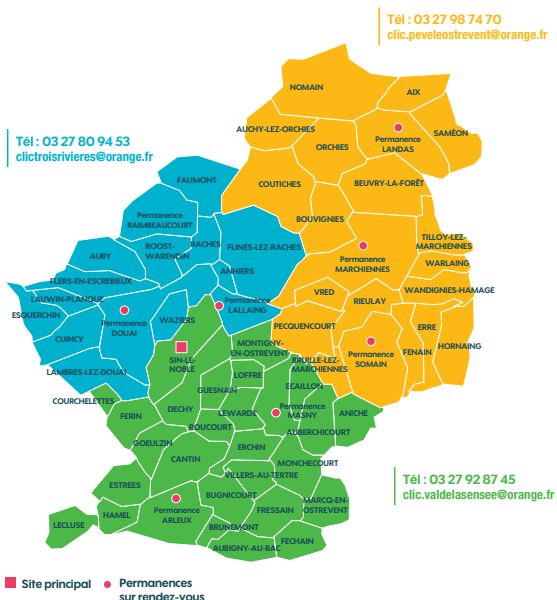 Tél : 03 27 98 74 70
clic.peveleostrevent@orange.fr
NOMAIN
AIX
AUCHY-LEZ-ORCHIES
SAMÉON
Permanence
LANDAS
ORCHIES
Tél : 03 27 80 94 53
clictroisrivieres@orange.fr
FAUMONT
COUTICHES
BEUVRY-LA-FORÊT
Permanence
RAIMBEAUCOURT
BOUVIGNIES
ROOST-
WARENDIN
RACHES
FLINES-LEZ-RACHES
TILLOY-LEZ-
MARCHIENNES
AUBY
Permanence
MARCHIENNES
WARLAING
ANHIERS
FLERS-EN-ESCREBIEUX
VRED
WANDIGNIES-HAMAGE
LAUWIN-PLANQUE
RIEULAY
Permanence
LALLAING
ESQUERCHIN
WAZIERS
Permanence
DOUAI
PECQUENCOURT
ERRE
CUINCY
MONTIGNY-
EN-OSTREVENT
HORNAING
FENAIN
Permanence
SOMAIN
SIN-LE-
NOBLE
BRUILLE-LEZ-
MARCHIENNES
LAMBRES-LEZ-DOUAI
LOFFRE
ECAILLON
GUESNAIN
COURCHELETTES
DECHY
LEWARDE
Permanence
MASNY
ANICHE
FERIN
ROUCOURT
AUBERCHICOURT
GOEULZIN
ERCHIN
CANTIN
MONCHECOURT
VILLERS-AU-TERTRE
Tél : 03 27 92 87 45
clic.valdelasensee@orange.fr
ESTREES
BUGNICOURT
MARCQ-EN-
OSTREVENT
HAMEL
Permanence
ARLEUX
FRESSAIN
LECLUSE
BRUNEMONT
FECHAIN
AUBIGNY-AU-BAC
Site principal
Permanences
sur rendez-vous